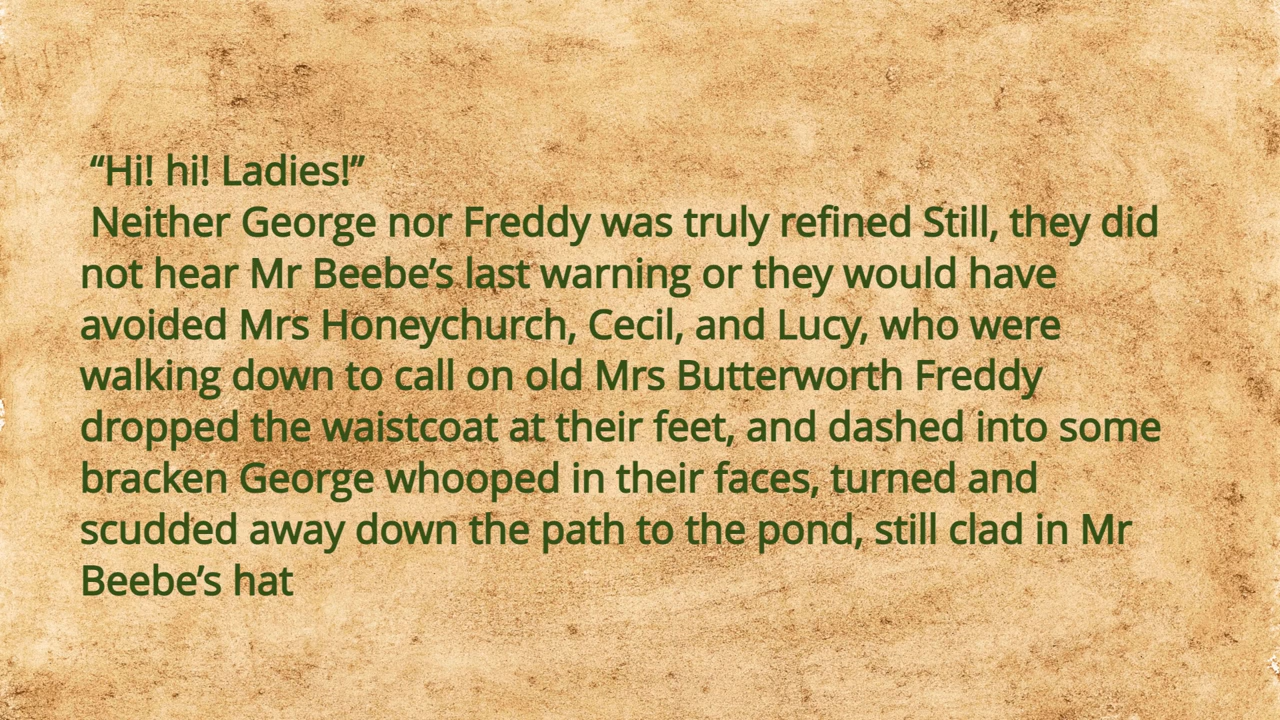 “Hi! hi! Ladies!”
Neither George nor Freddy was truly refined Still, they did
not hear Mr Beebe’s last warning or they would have
avoided Mrs Honeychurch, Cecil, and Lucy, who were
walking down to call on old Mrs Butterworth Freddy
dropped the waistcoat at their feet, and dashed into some
bracken George whooped in their faces, turned and
scudded away down the path to the pond, still clad in Mr
Beebe’s hat